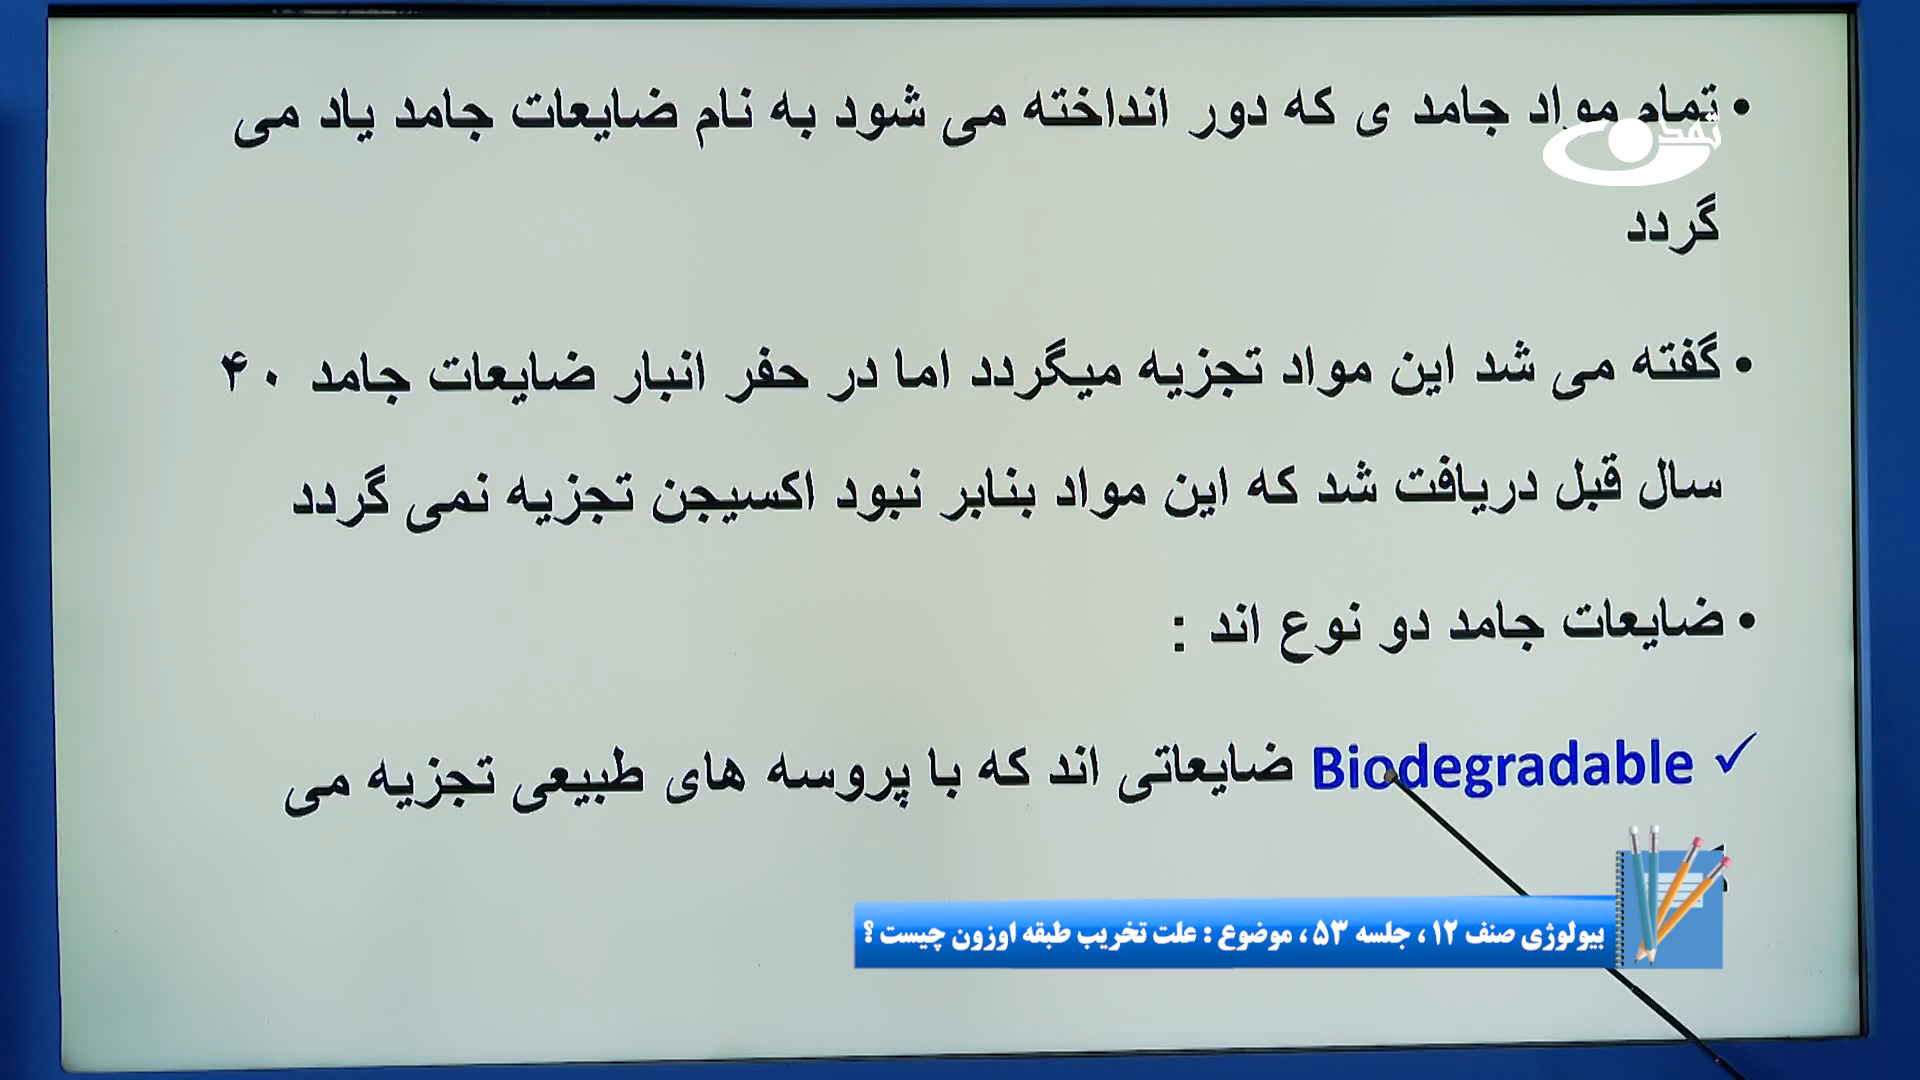 • تمام مواد جامد ی که دور انداخته می شود به نام ضایعات جامد یاد می
گردد
• گفته می شد این مواد تجزیه میگردد اما در حفر انبار ضایعات جامد ۴۰
سال قبل دریافت شد که این مواد بنابر نبود اکسیجن تجزیه نمی گردد
• ضایعات جامد دو نوع اند :
✓ Biodegradable ضایعاتی اند که با پروسه های طبیعی تجزیه می
بیولوژی صنف ۱۲ ، جلسه ۵۳ ، موضوع : علت تخریب طبقه اوزون چیست ؟
تمدن